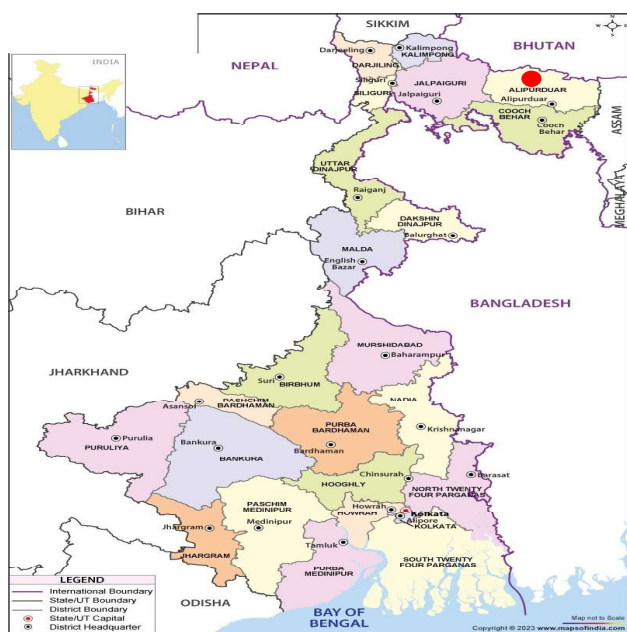 SIKKIM
INDIA
NEPAL
BHUTAN
Darjeeling
Kalimpong
KALIMPONG
DARJILING
Siliguri
SILIGURI
JALPAIGURI
Jalpaiguri
ALIPURDUAR
Alipurduar
COOCH
BEHAR
Cooch
Behar
ASSAM
MEGHALAYA
UTTAR
DINAJPUR
Raiganj
BIHAR
DAKSHIN
DINAJPUR
Balurghat
MALDA
English
Bazar
BANGLADESH
MURSHIDABAD
Baharampur
JHARKHAND
Suri
BIRBHUM
Asansol
BARDHAMAN
NADIA
PURBA
BARDHAMAN
Krishnanagar
Purulia
PURULIYA
Bankura
BANKURA
Bardhaman
Chinsurah
HOOGHLY
Barasat
NORTH TWENTY
FOUR PARGANAS
PASCHIM
MEDINIPUR
Jhargram
Medinipur
Howrah
HOWRAH
Kolkata
Alipore
KOLKATA
Tamluk
JHARGRAM
PURBA
MEDINIPUR
SOUTH TWENTY
FOUR PARGANAS
LEGEND
International Boundary
State/UT Boundary
District Boundary
State/UT Capital
District Headquarter
ODISHA
BAY OF
BENGAL
Map not to Scale
Copyright © 2023 www.mapsofindia.com